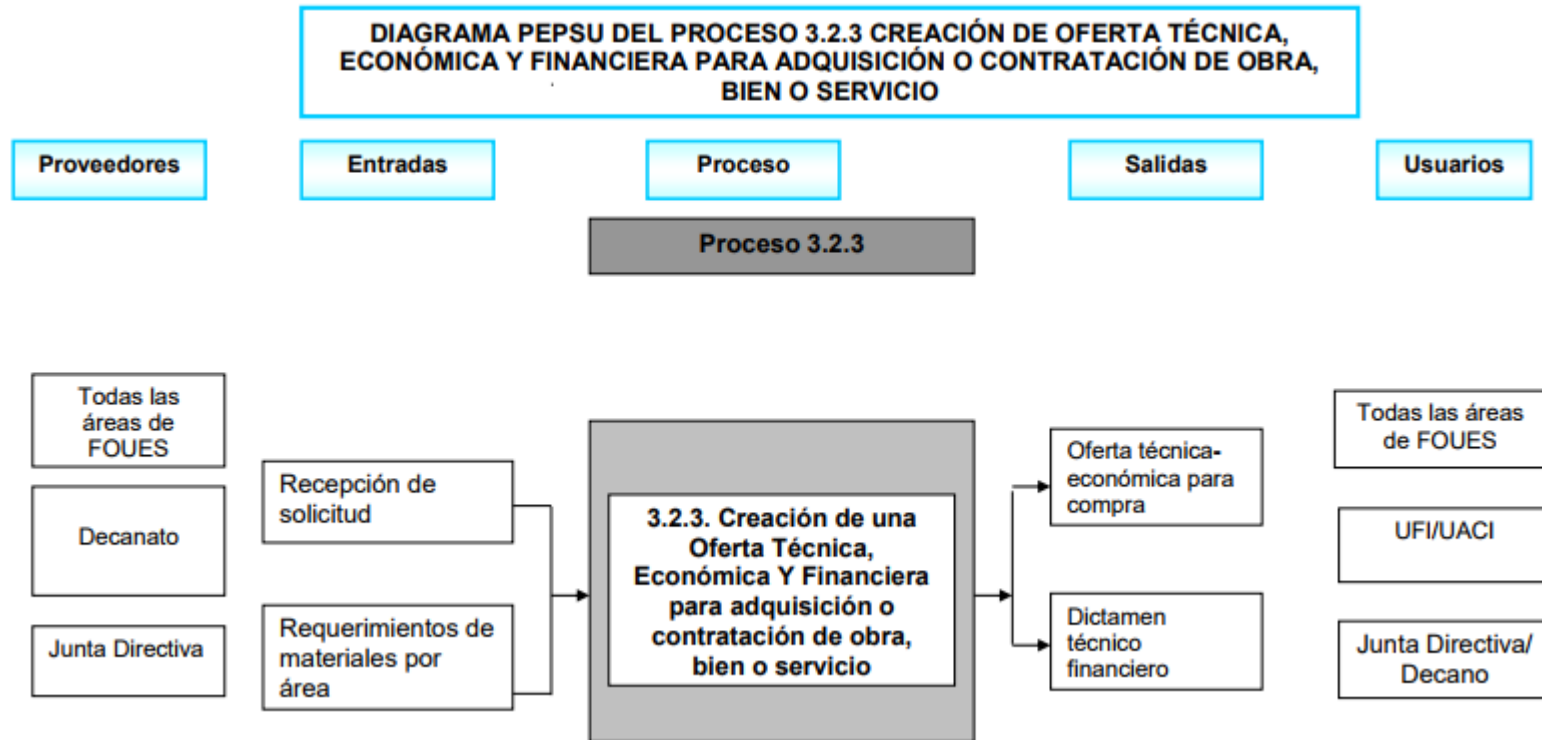 DIAGRAMA PEPSU DEL PROCESO 3.2.3 CREACIÓN DE OFERTA TÉCNICA,
ECONÓMICA Y FINANCIERA PARA ADQUISICIÓN O CONTRATACIÓN DE OBRA,
BIEN O SERVICIO
Proveedores
Entradas
Proceso
Salidas
Usuarios
Proceso 3.2.3
Todas las
áreas de
FOUES
Decanato
Junta Directiva
Recepción de
solicitud
Requerimientos de
materiales por
área
3.2.3. Creación de una
Oferta Técnica,
Económica Y Financiera
para adquisición o
contratación de obra,
bien o servicio
Oferta técnica-
económica para
compra
Dictamen
técnico
financiero
Todas las áreas
de FOUES
UFI/UACI
Junta Directiva/
Decano